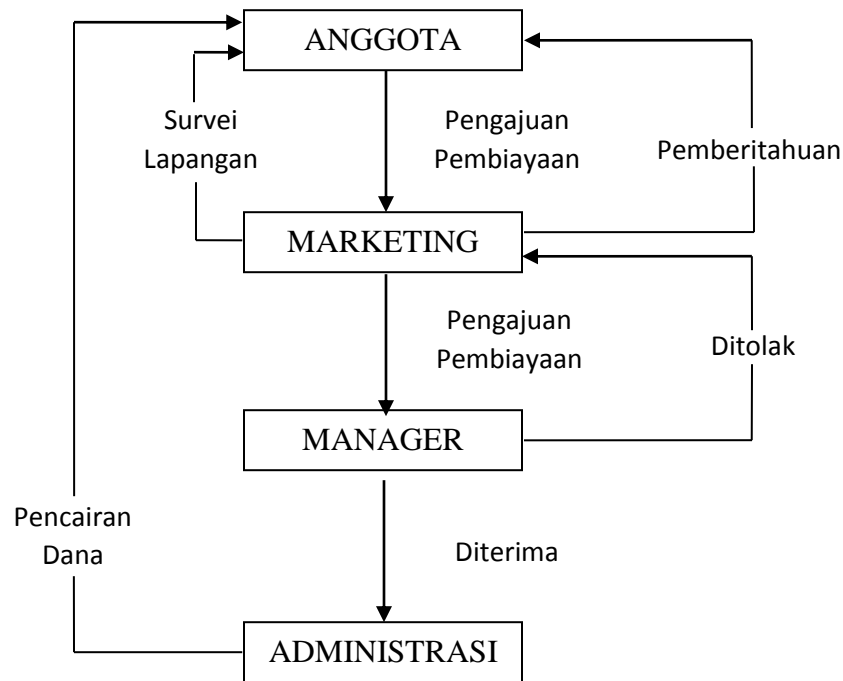 ANGGOTA
Survei
Lapangan
Pengajuan
Pembiayaan
Pemberitahuan
MARKETING
Pengajuan
Pembiayaan
Ditolak
MANAGER
Pencairan
Dana
Diterima
ADMINISTRASI